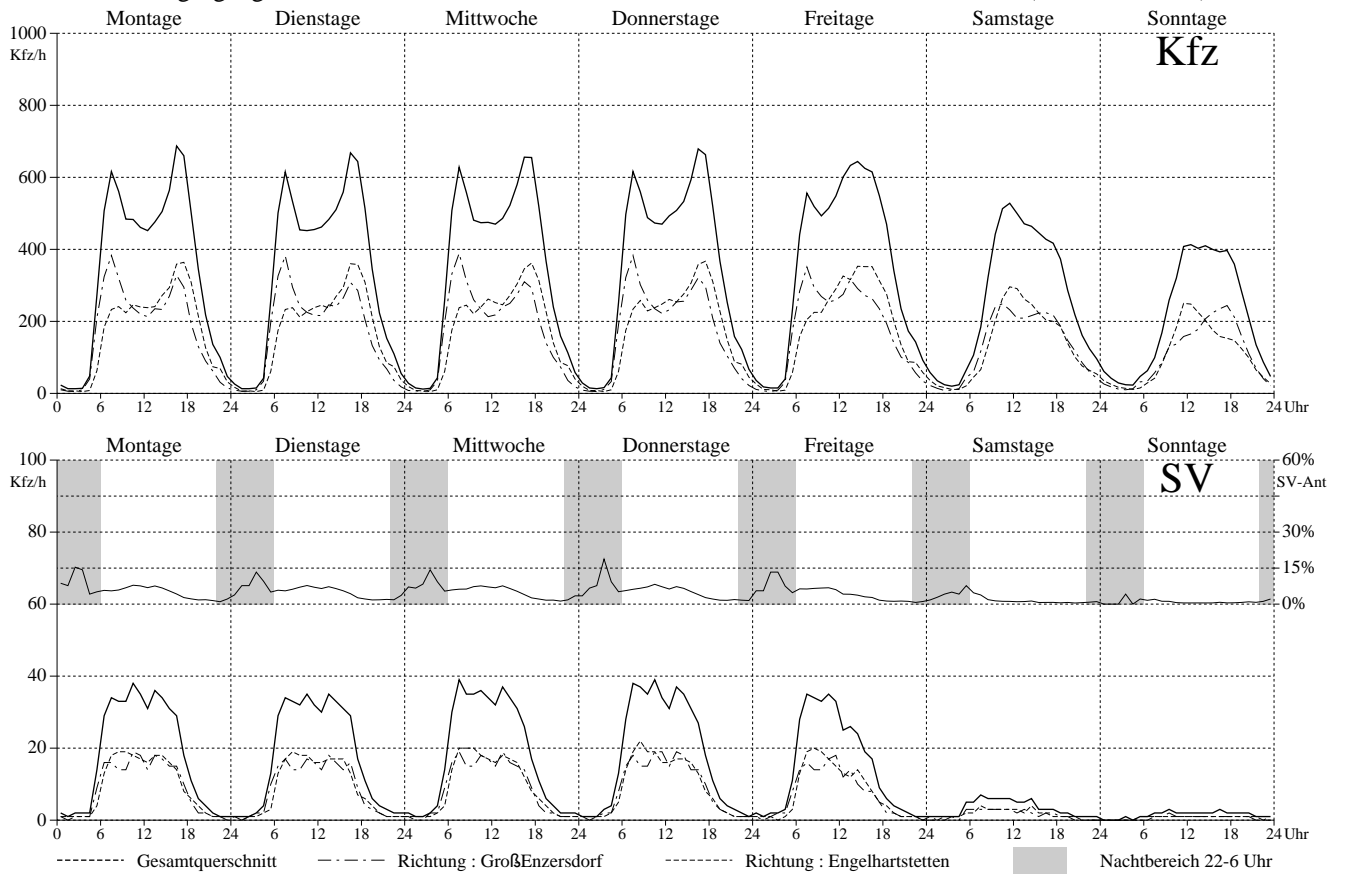 Montage Dienstage Mittwoche Donnerstage Freitage Samstage Sonntage
1000
Kfz/h
Kfz
800
600
400
200
0
0 6 12 18 24 6 12 18 24 6 12 18 24 6 12 18 24 6 12 18 24 6 12 18 24 6 12 18 24 Uhr
Montage Dienstage Mittwoche Donnerstage Freitage Samstage Sonntage
100 60%
Kfz/h SV SV-Ant
80 30%
15%
60 0%
40
20
0
0 6 12 18 24 6 12 18 24 6 12 18 24 6 12 18 24 6 12 18 24 6 12 18 24 6 12 18 24 Uhr
Gesamtquerschnitt Richtung : GroßEnzersdorf Richtung : Engelhartstetten Nachtbereich 22-6 Uhr